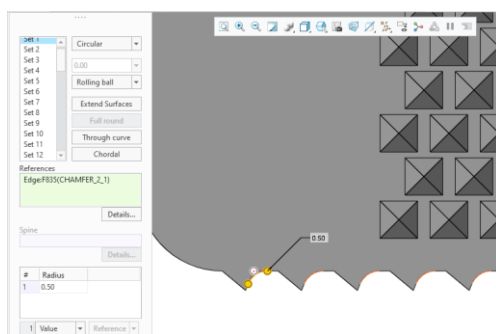 Set 1
Set 2
Set 3
Set 4
Set 5
Set 6
Set 7
Set 8
Set 9
Set 10
Set 11
Set 12
Circular
0.00
Rolling ball
Extend Surfaces
Full round
Through curve
Chordal
References
Edge:F835(CHAMFER_2_1)
Details...
Spine
Details...
# Radius
1 0.50
1 Value Reference
0.50